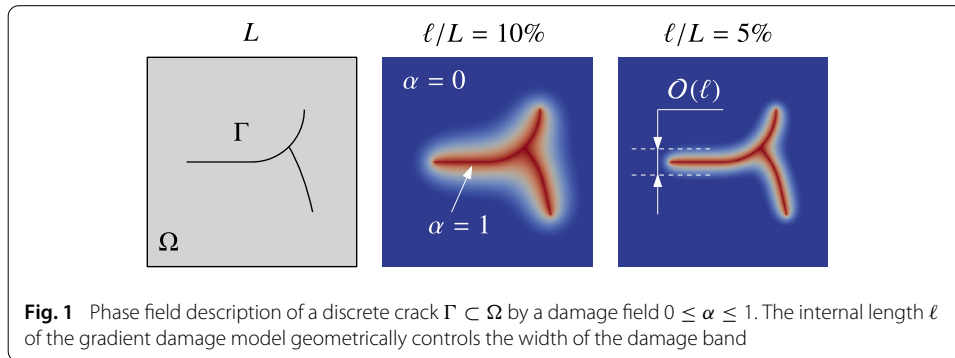 L
ℓ/L = 10%
ℓ/L = 5%
Γ
Ω
α = 0
α = 1
O(ℓ)
Fig. 1 Phase field description of a discrete crack Γ ⊂ Ω by a damage field 0 ≤ α ≤ 1. The internal length ℓ
of the gradient damage model geometrically controls the width of the damage band